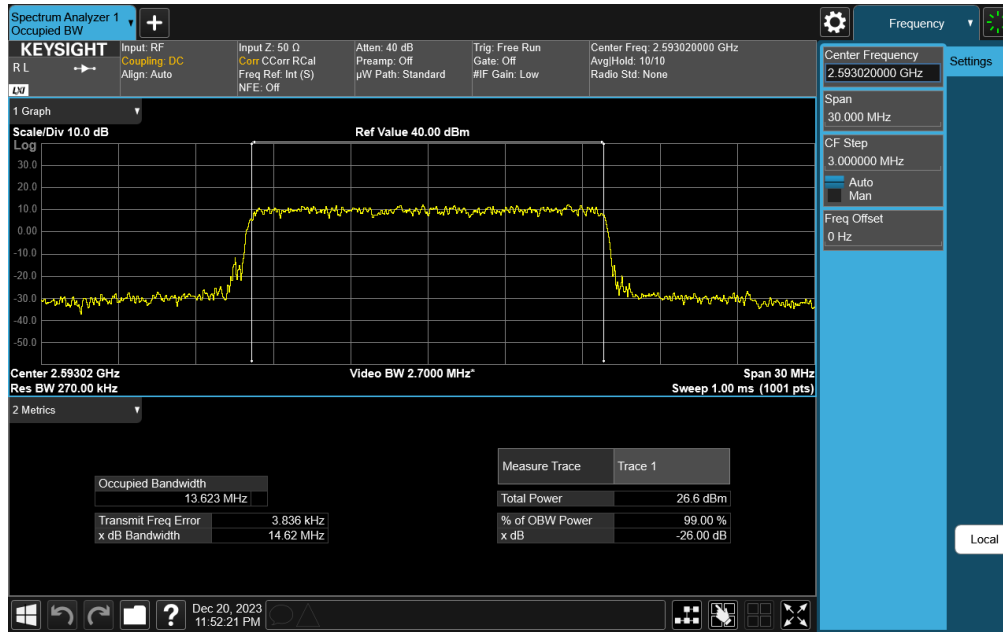 Spectrum Analyzer 1
Occupied BW
Frequency
KEYSIGHT
R L
LXI
Input: RF
Coupling: DC
Align: Auto
Input Z: 50 Ω
Corr CCorr RCal
Freq Ref: Int (S)
NFE: Off
Atten: 40 dB
Preamp: Off
µW Path: Standard
Trig: Free Run
Gate: Off
#IF Gain: Low
Center Freq: 2.593020000 GHz
Avg|Hold: 10/10
Radio Std: None
Center Frequency
2.593020000 GHz
Settings
Span
30.000 MHz
CF Step
3.000000 MHz
Auto
Man
Freq Offset
0 Hz
Local
1 Graph
Scale/Div 10.0 dB
Ref Value 40.00 dBm
Log
30.0
20.0
10.0
0.00
-10.0
-20.0
-30.0
-40.0
-50.0
Center 2.59302 GHz
Video BW 2.7000 MHz*
Span 30 MHz
Res BW 270.00 kHz
Sweep 1.00 ms (1001 pts)
2 Metrics
Occupied Bandwidth
13.623 MHz
Transmit Freq Error 3.836 kHz
x dB Bandwidth 14.62 MHz
Measure Trace Trace 1
Total Power 26.6 dBm
% of OBW Power 99.00 %
x dB -26.00 dB
Dec 20, 2023
11:52:21 PM